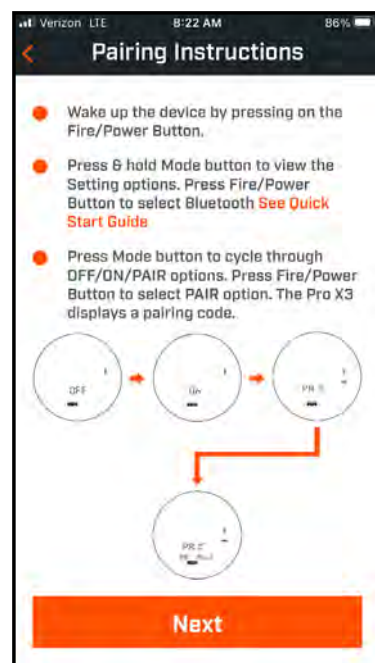 Verizon LTE 8:22 AM 86%
Pairing Instructions
Wake up the device by pressing on the
Fire/Power Button.
Press & hold Mode button to view the
Setting options. Press Fire/Power
Button to select Bluetooth See Quick
Start Guide
Press Mode button to cycle through
OFF/ON/PAIR options. Press Fire/Power
Button to select PAIR option. The Pro X3
displays a pairing code.
OFF
Next